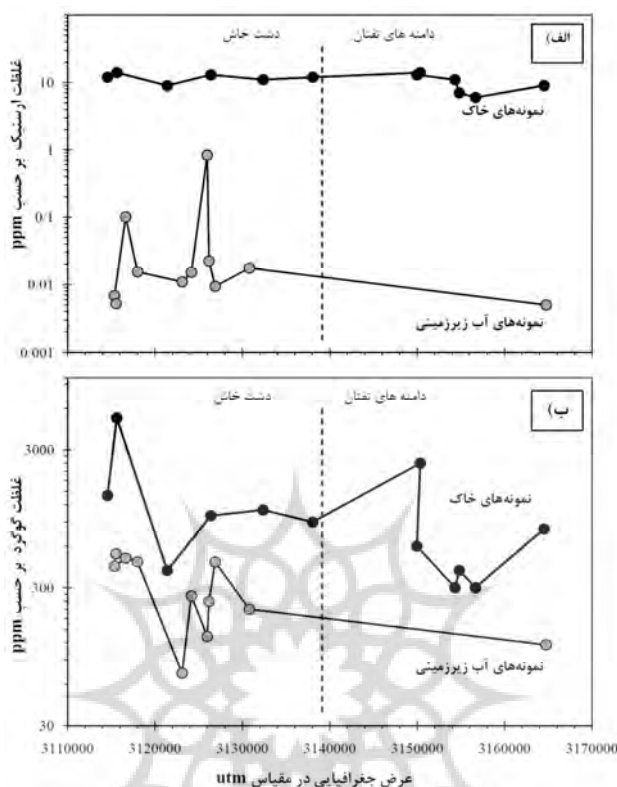 الف)
دشت خاش
دامنه های تفتان
غلظت ارسنیک بر حسب ppm
10
1
0/1
0.01
0.001
نمونه‌های خاک
نمونه‌های آب زیرزمینی
ب)
دشت خاش
دامنه های تفتان
غلظت گوگرد بر حسب ppm
3000
300
30
نمونه‌های خاک
نمونه‌های آب زیرزمینی
3110000 3120000 3130000 3140000 3150000 3160000 3170000
عرض جغرافیایی در مقیاس utm